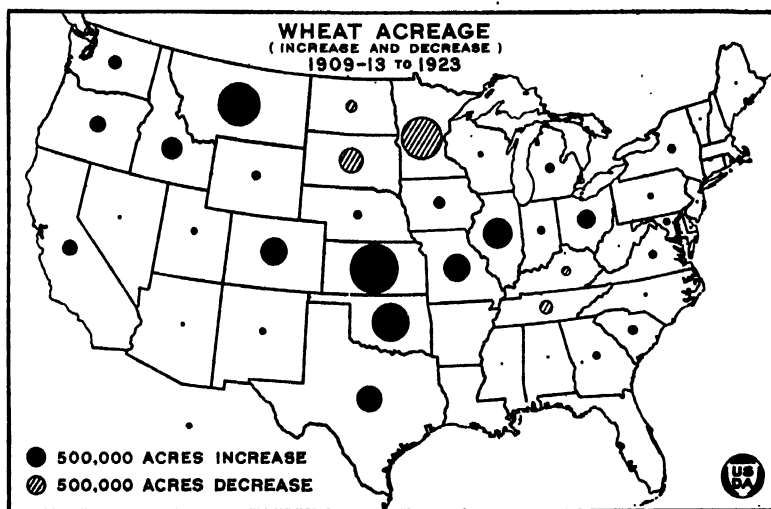 WHEAT ACREAGE
( INCREASE AND DECREASE )
1909-13 TO 1923
500,000 ACRES INCREASE
500,000 ACRES DECREASE
US
DA